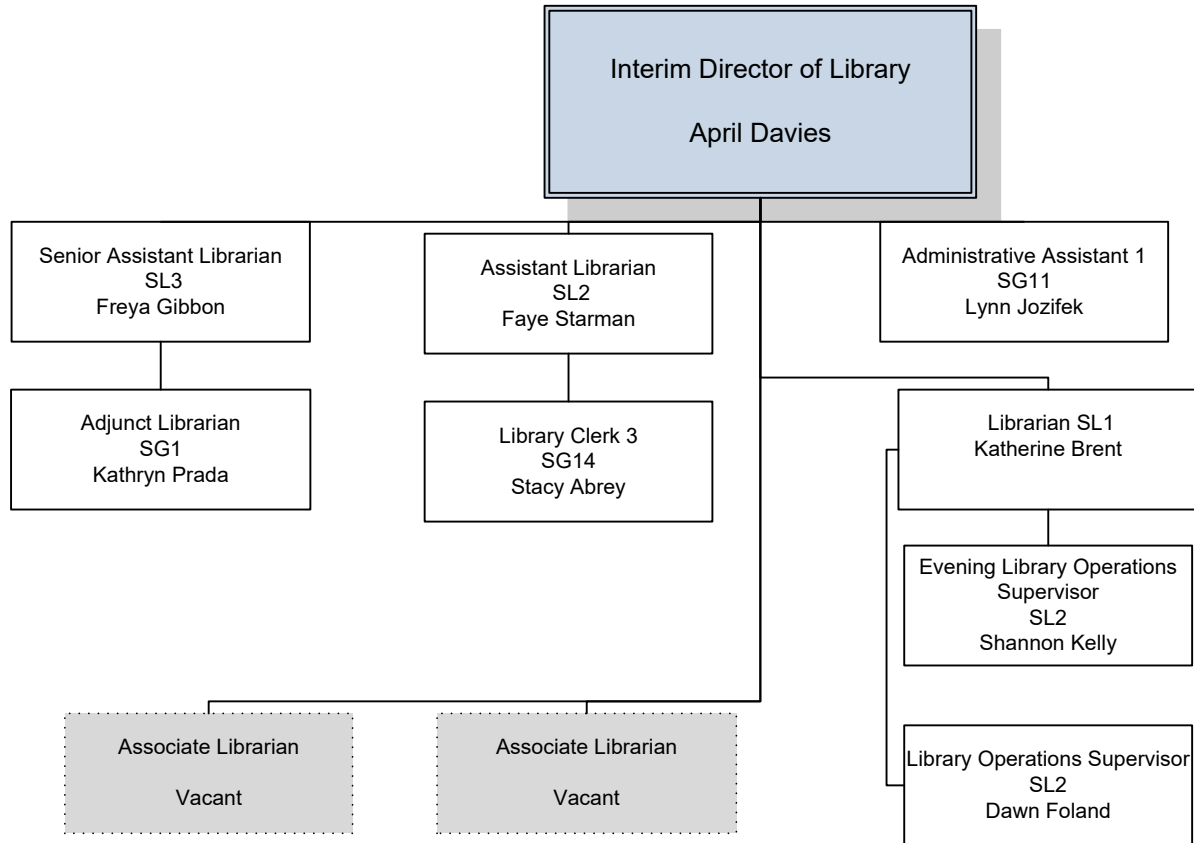 Interim Director of Library
April Davies
Senior Assistant Librarian
SL3
Freya Gibbon
Assistant Librarian
SL2
Faye Starman
Administrative Assistant 1
SG11
Lynn Jozifek
Adjunct Librarian
SG1
Kathryn Prada
Library Clerk 3
SG14
Stacy Abrey
Librarian SL1
Katherine Brent
Evening Library Operations
Supervisor
SL2
Shannon Kelly
Associate Librarian
Vacant
Associate Librarian
Vacant
Library Operations Supervisor
SL2
Dawn Foland